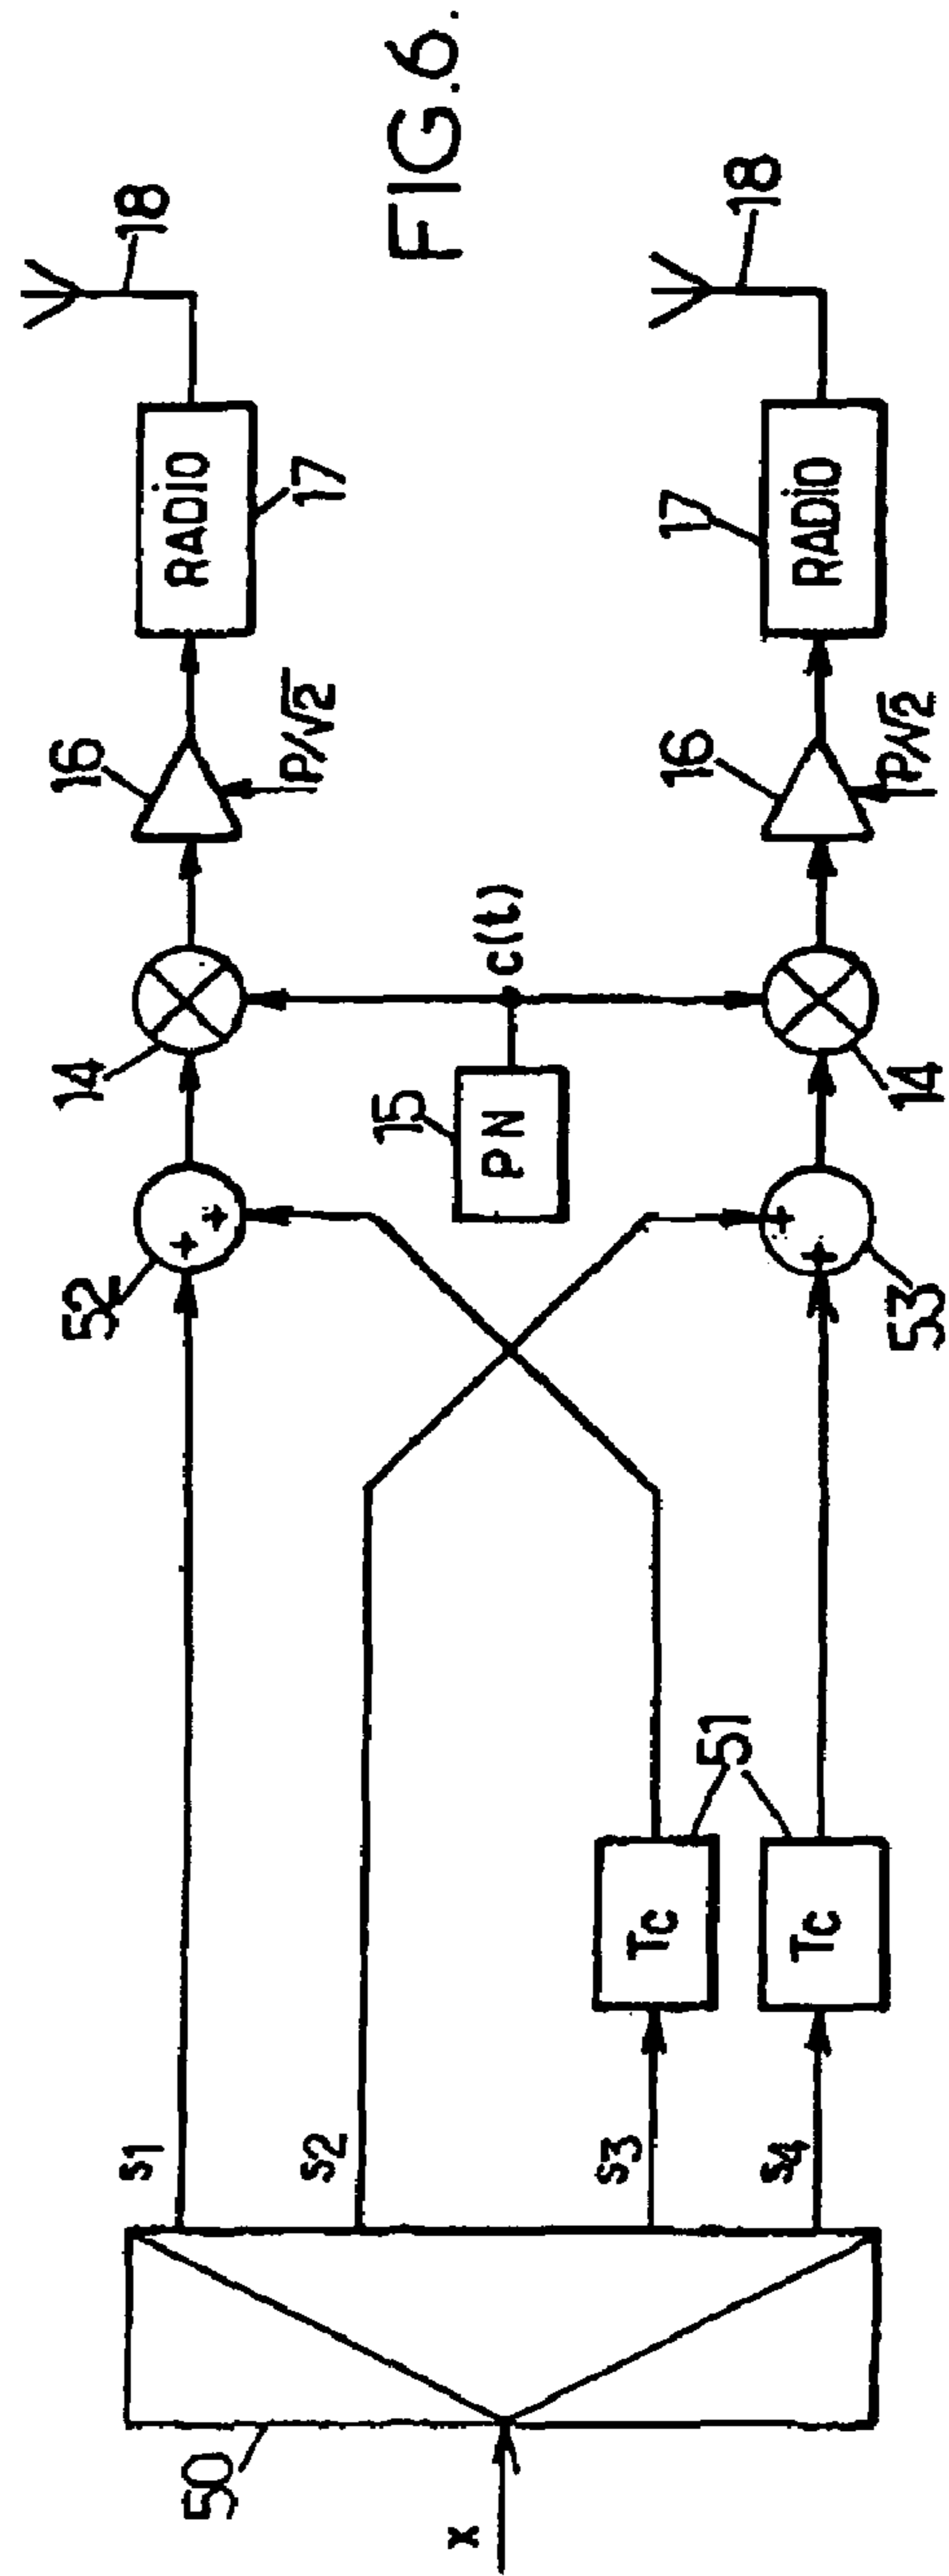 FIG.6.
x
50
s1
s2
s3
s4
Tc
Tc
51
52
53
14
14
15
PN
c(t)
16
P/√2
16
P/√2
RADiO
17
17
RADiO
18
18